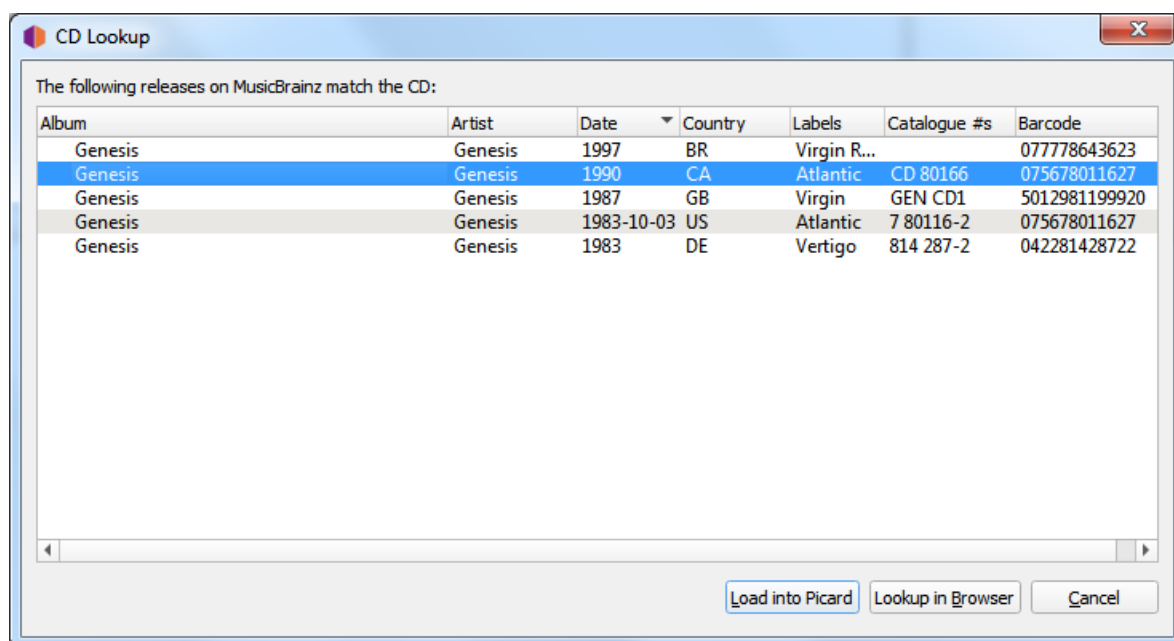 CD Lookup
The following releases on MusicBrainz match the CD:
Album Artist Date Country Labels Catalogue #s Barcode
Genesis Genesis 1997 BR Virgin R... 077778643623
Genesis Genesis 1990 CA Atlantic CD 80166 075678011627
Genesis Genesis 1987 GB Virgin GEN CD1 5012981199920
Genesis Genesis 1983-10-03 US Atlantic 7 80116-2 075678011627
Genesis Genesis 1983 DE Vertigo 814 287-2 042281428722
Load into Picard Lookup in Browser Cancel